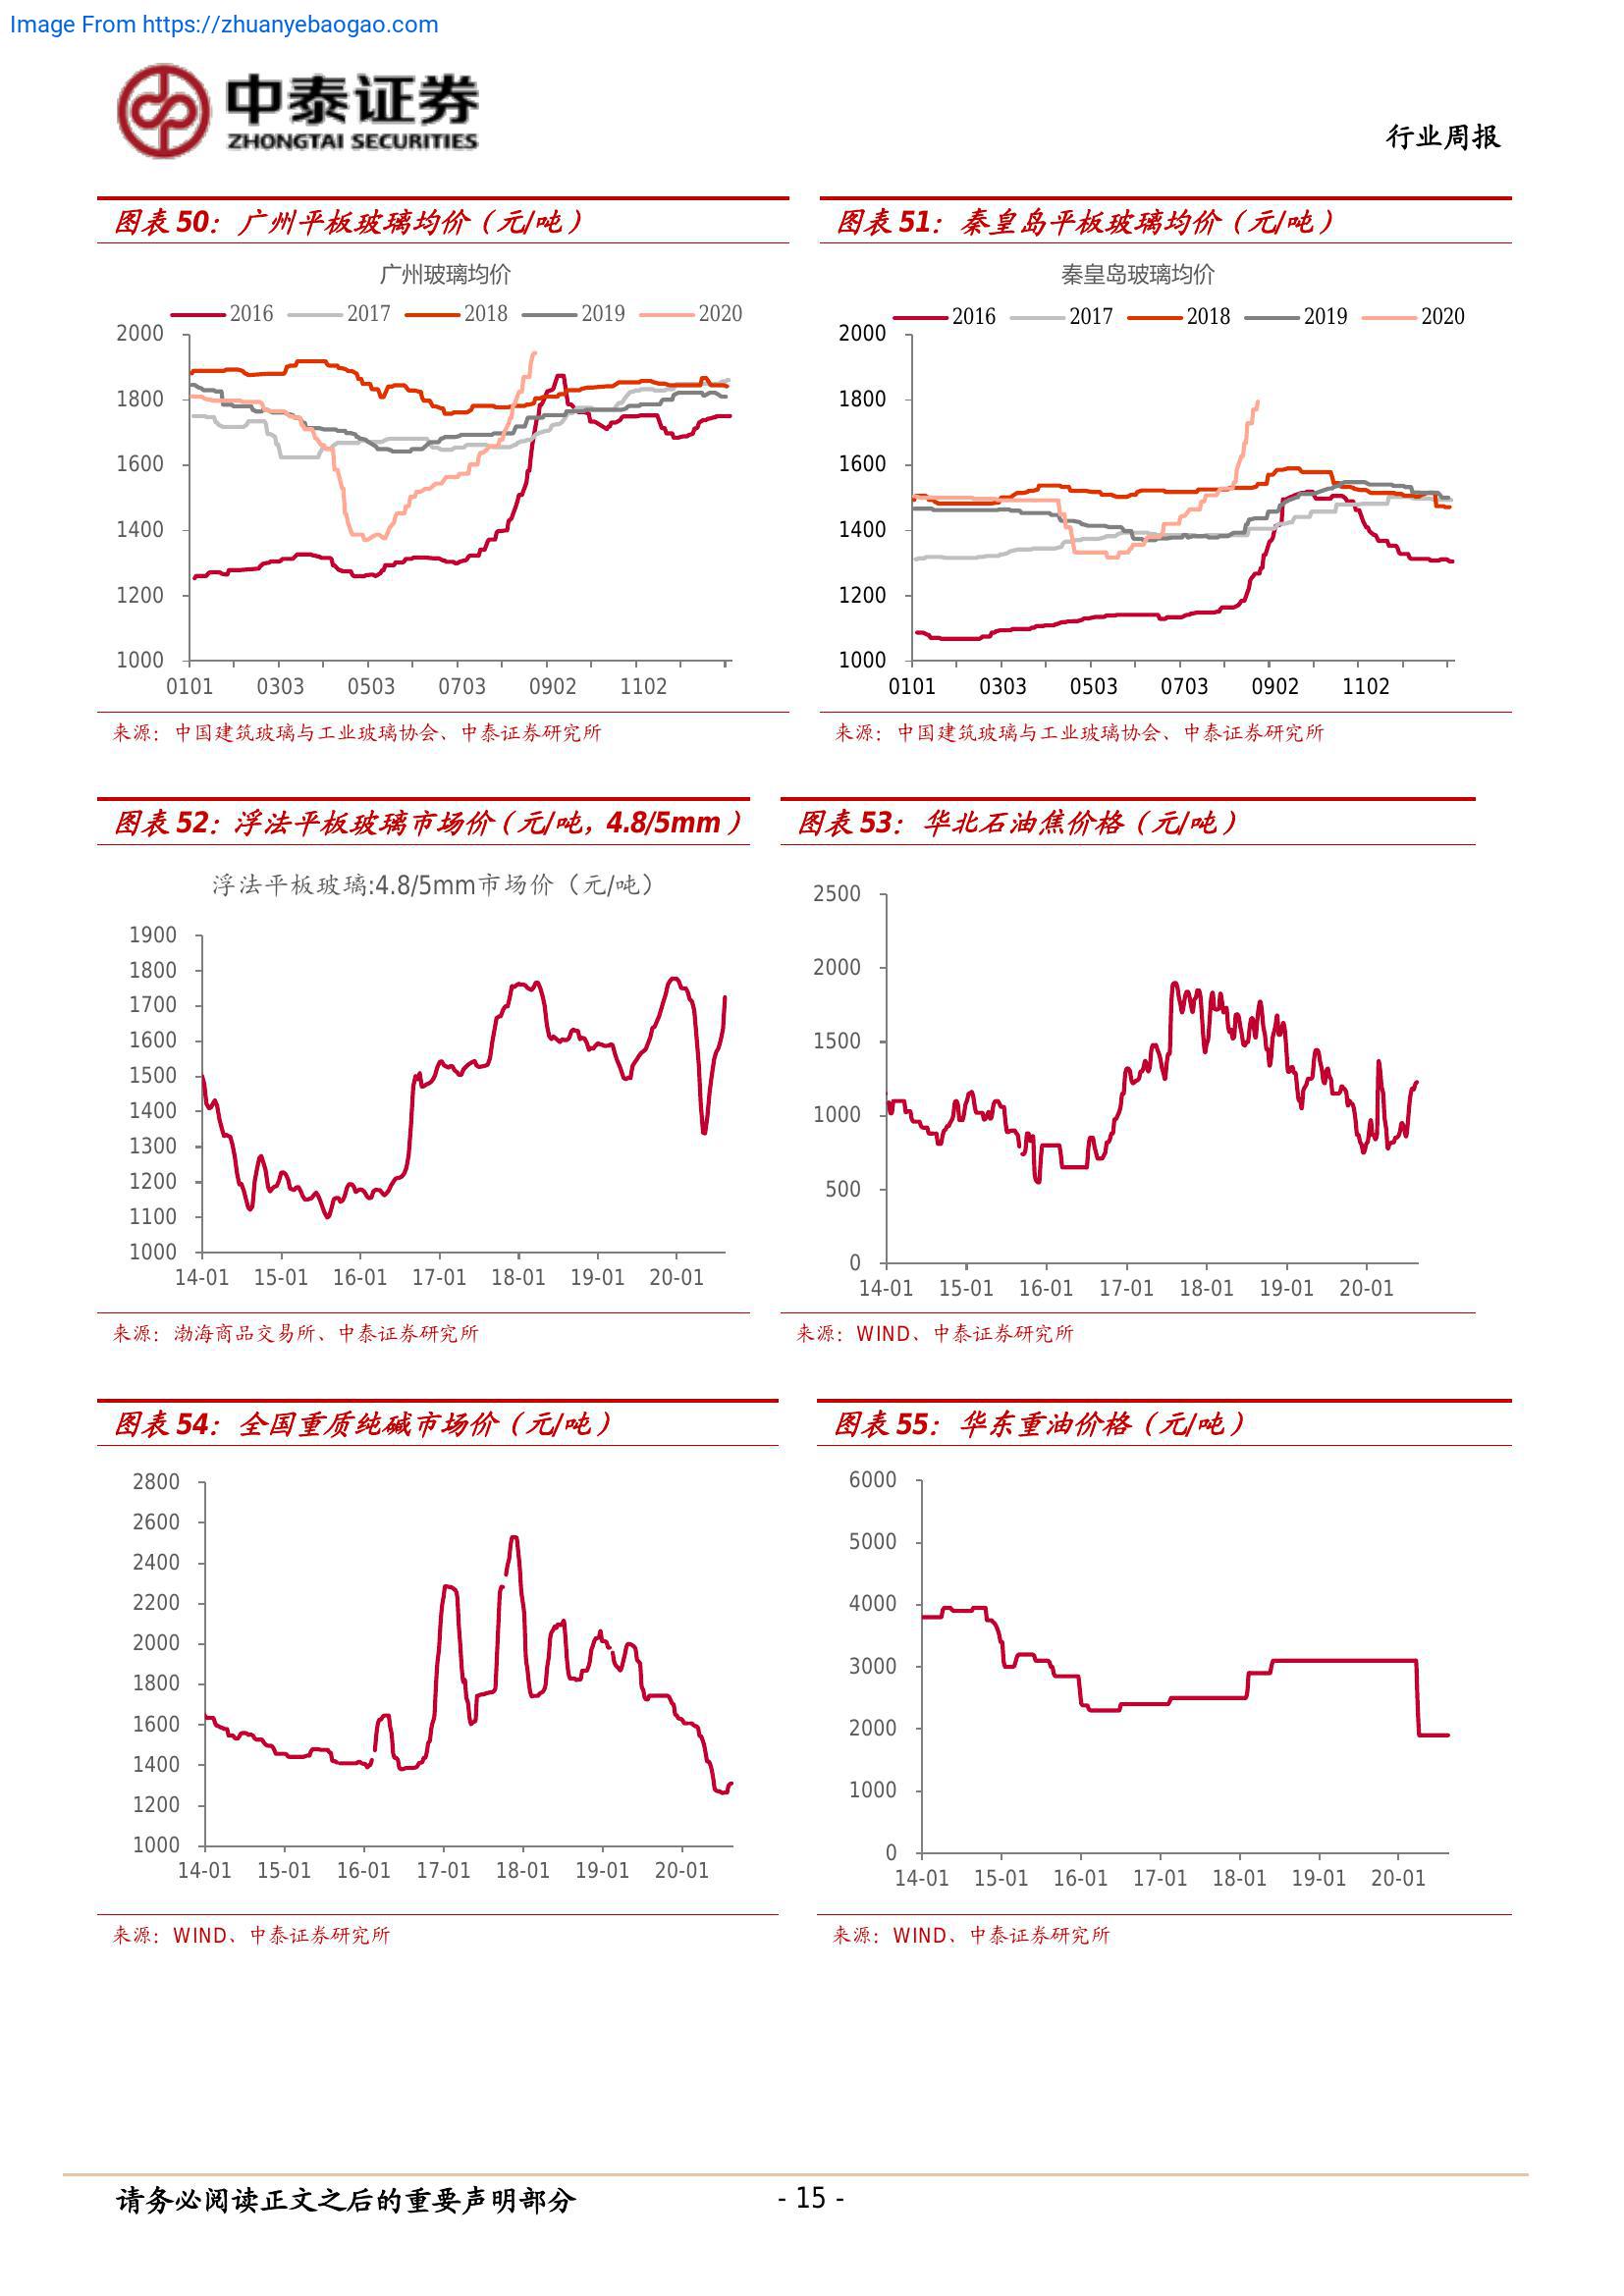 Image From https://zhuanyebaogao.com
中泰证券
ZHONGTAI SECURITIES
行业周报
图表 50：广州平板玻璃均价（元/吨）
广州玻璃均价
2016 2017 2018 2019 2020
2000
1800
1600
1400
1200
1000
0101 0303 0503 0703 0902 1102
来源：中国建筑玻璃与工业玻璃协会、中泰证券研究所
图表 51：秦皇岛平板玻璃均价（元/吨）
秦皇岛玻璃均价
2016 2017 2018 2019 2020
2000
1800
1600
1400
1200
1000
0101 0303 0503 0703 0902 1102
来源：中国建筑玻璃与工业玻璃协会、中泰证券研究所
图表 52：浮法平板玻璃市场价（元/吨，4.8/5mm）
浮法平板玻璃:4.8/5mm市场价（元/吨）
1900
1800
1700
1600
1500
1400
1300
1200
1100
1000
14-01 15-01 16-01 17-01 18-01 19-01 20-01
来源：渤海商品交易所、中泰证券研究所
图表 53：华北石油焦价格（元/吨）
2500
2000
1500
1000
500
0
14-01 15-01 16-01 17-01 18-01 19-01 20-01
来源：WIND、中泰证券研究所
图表 54：全国重质纯碱市场价（元/吨）
2800
2600
2400
2200
2000
1800
1600
1400
1200
1000
14-01 15-01 16-01 17-01 18-01 19-01 20-01
来源：WIND、中泰证券研究所
图表 55：华东重油价格（元/吨）
6000
5000
4000
3000
2000
1000
0
14-01 15-01 16-01 17-01 18-01 19-01 20-01
来源：WIND、中泰证券研究所
请务必阅读正文之后的重要声明部分
- 15 -